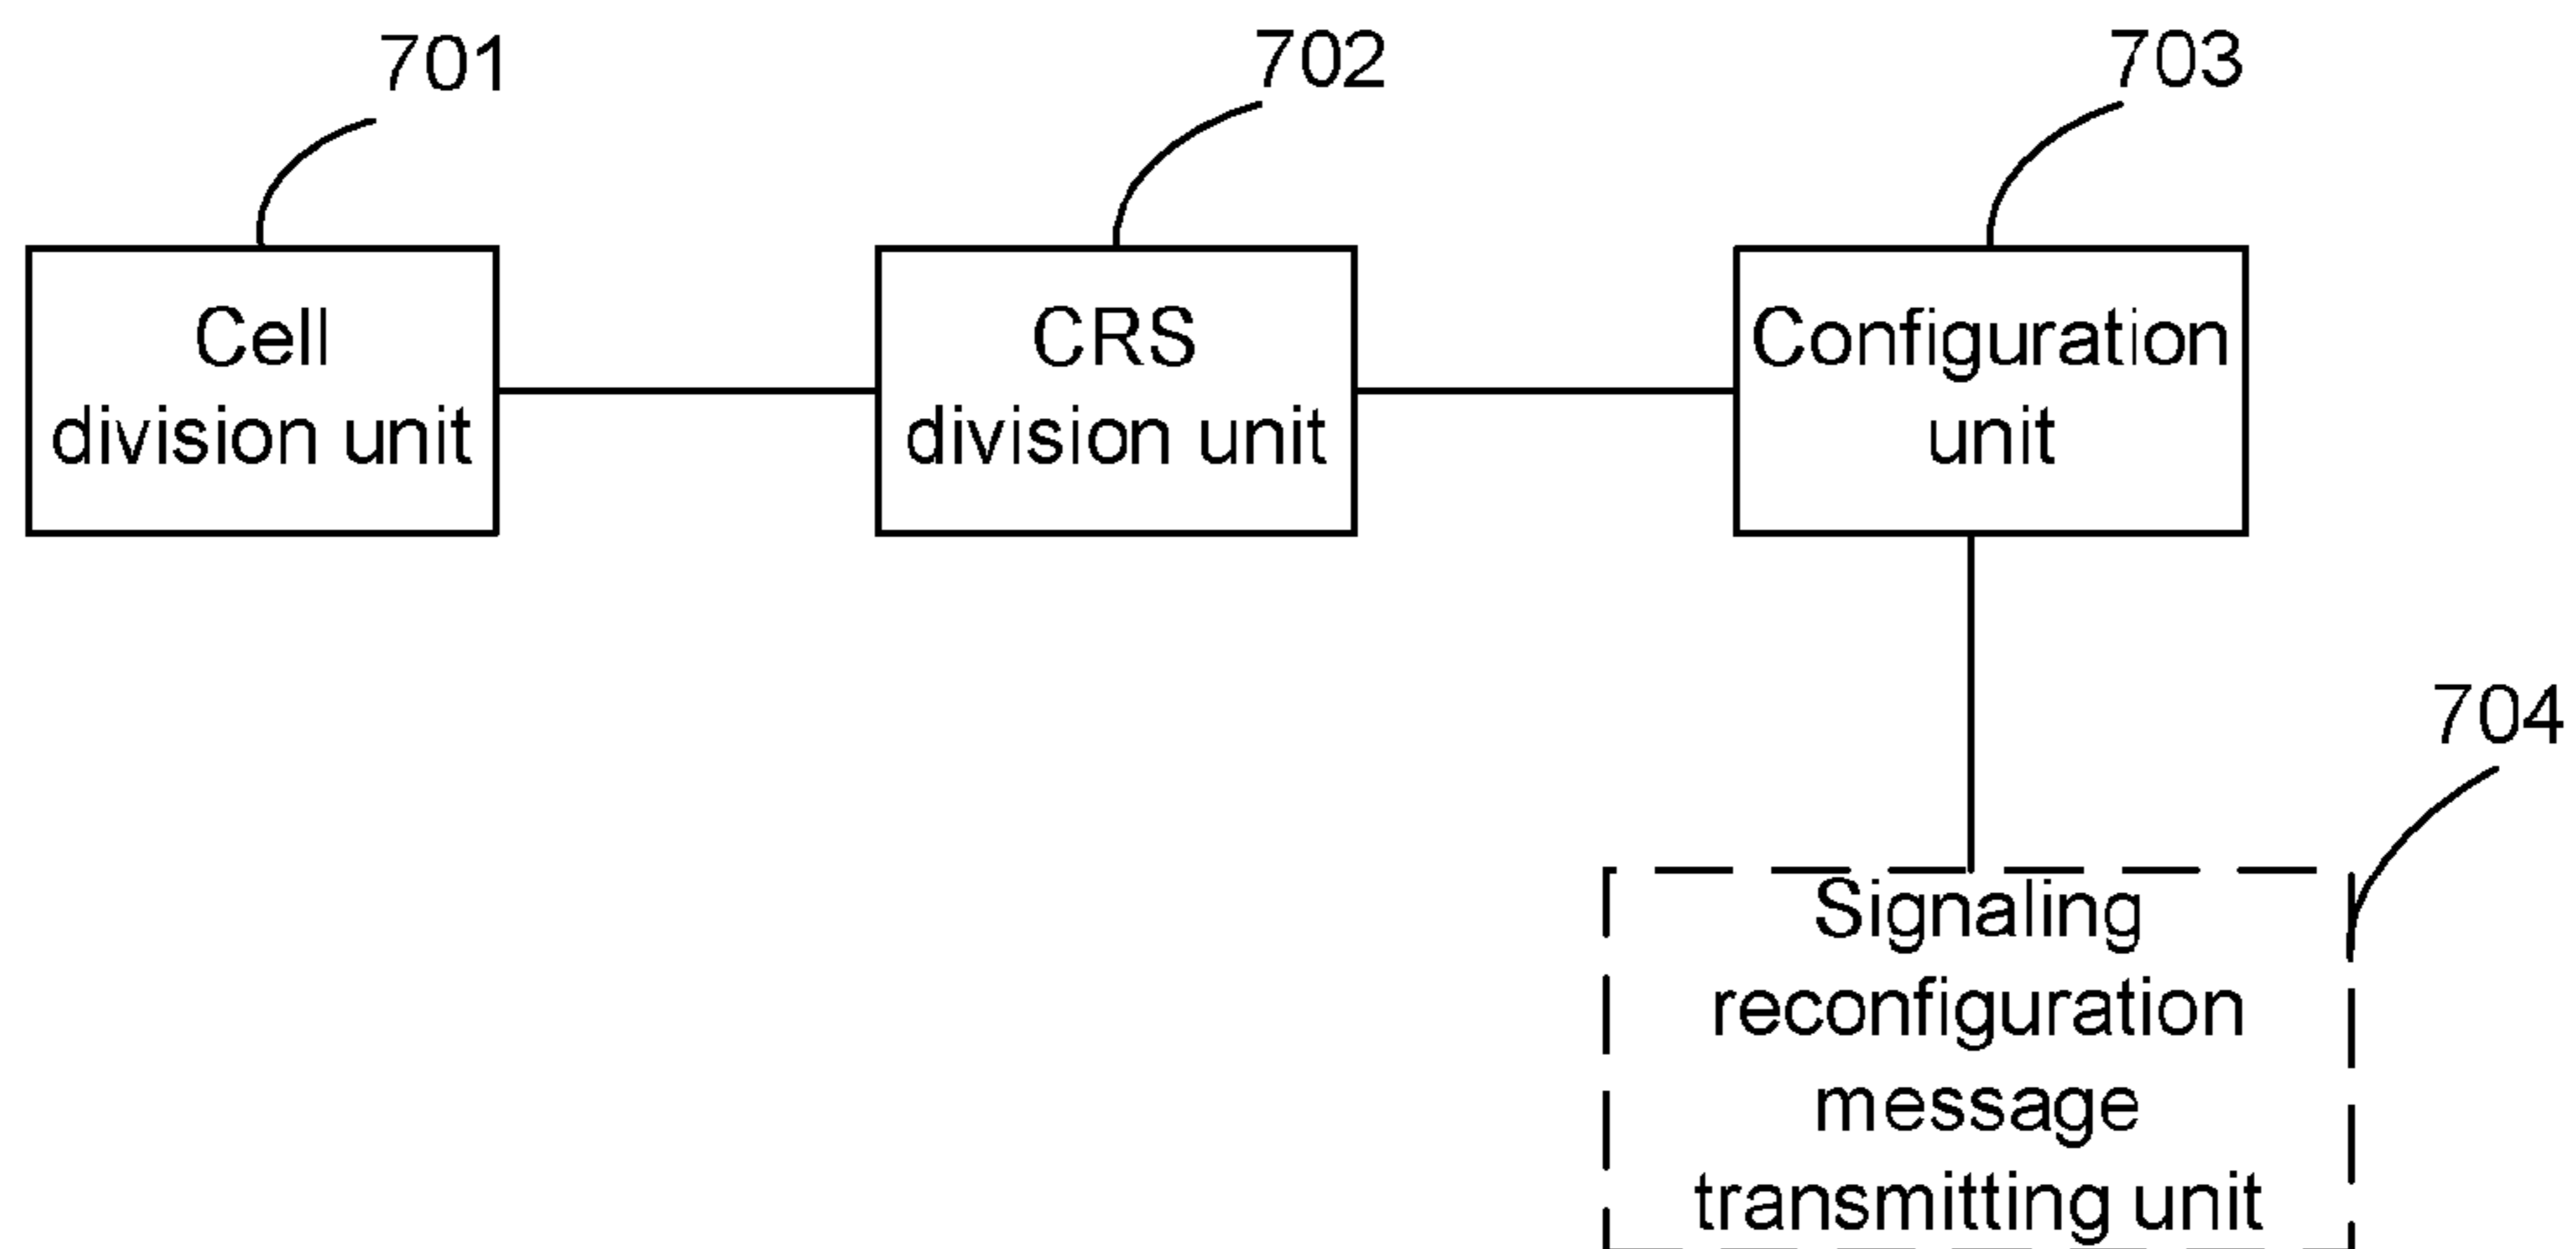 701
702
703
Cell
division unit
CRS
division unit
Configuration
unit
704
Signaling
reconfiguration
message
transmitting unit